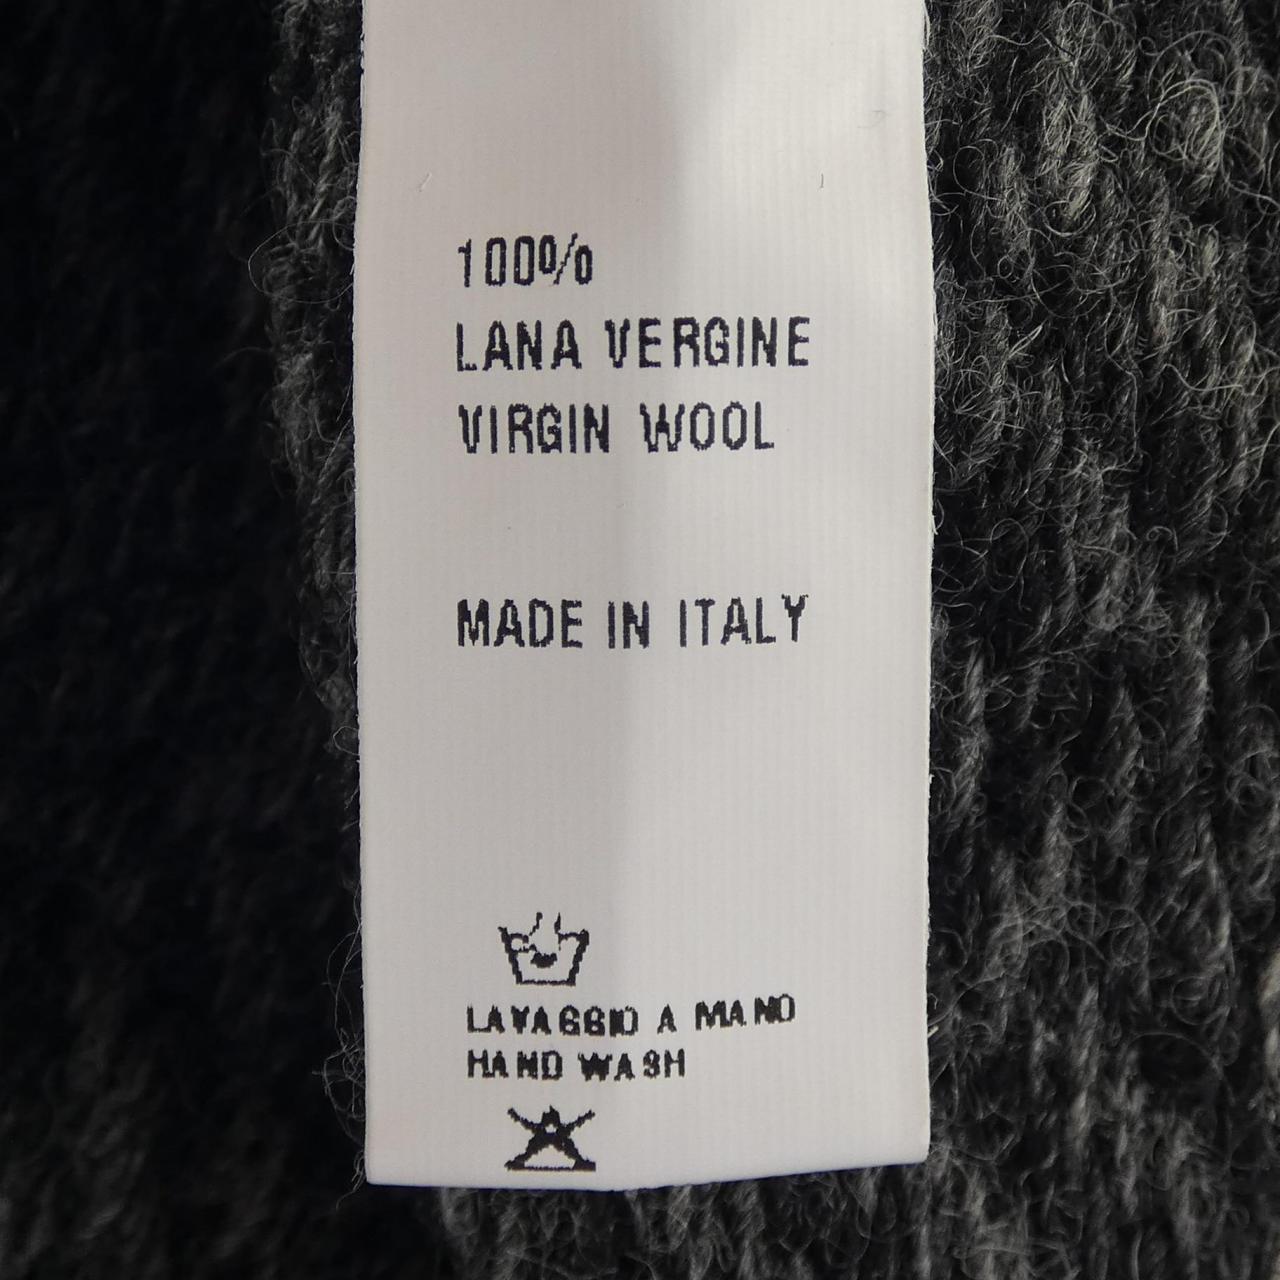 100%
LANA VERGINE
VIRGIN WOOL
MADE IN ITALY
LAVAGGIO A MANO
HAND WASH